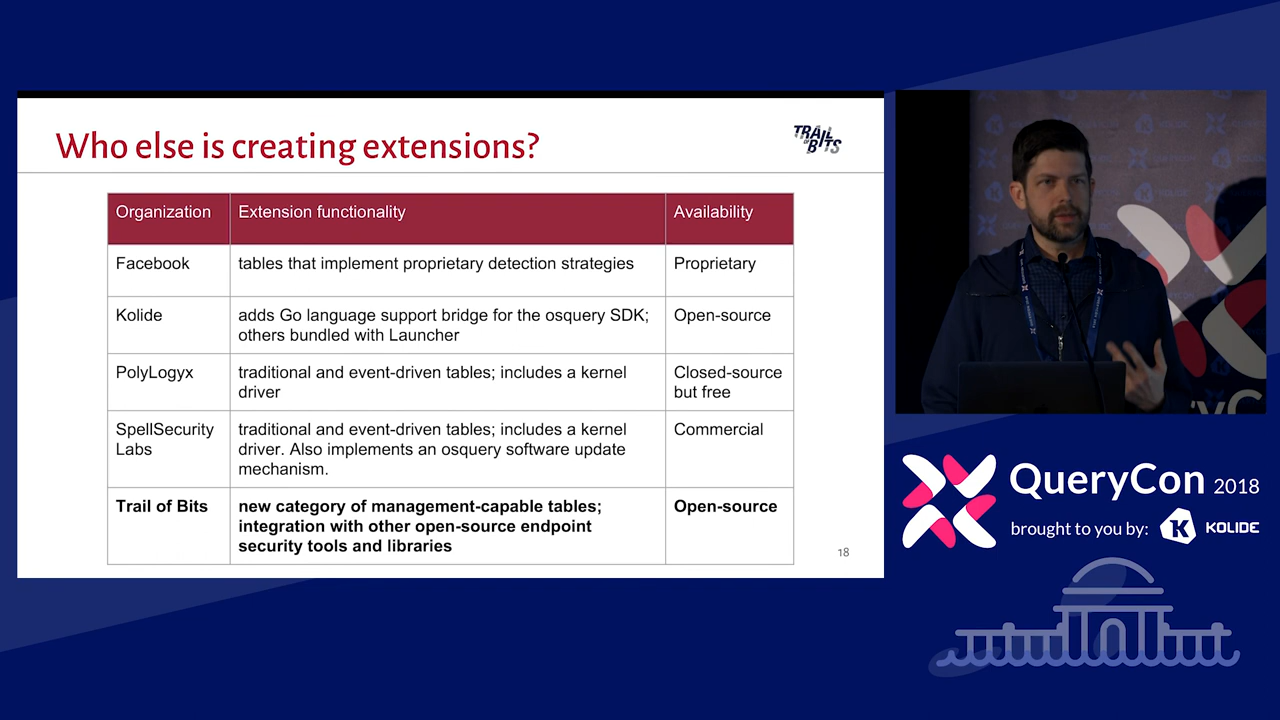 Who else is creating extensions?
TRAIL
OF
BITS
Organization
Extension functionality
Availability
Facebook
tables that implement proprietary detection strategies
Proprietary
Kolide
adds Go language support bridge for the osquery SDK;
others bundled with Launcher
Open-source
PolyLogyx
traditional and event-driven tables; includes a kernel
driver
Closed-source
but free
SpellSecurity
Labs
traditional and event-driven tables; includes a kernel
driver. Also implements an osquery software update
mechanism.
Commercial
Trail of Bits
new category of management-capable tables;
integration with other open-source endpoint
security tools and libraries
Open-source
18
QueryCon 2018
brought to you by: K KOLIDE